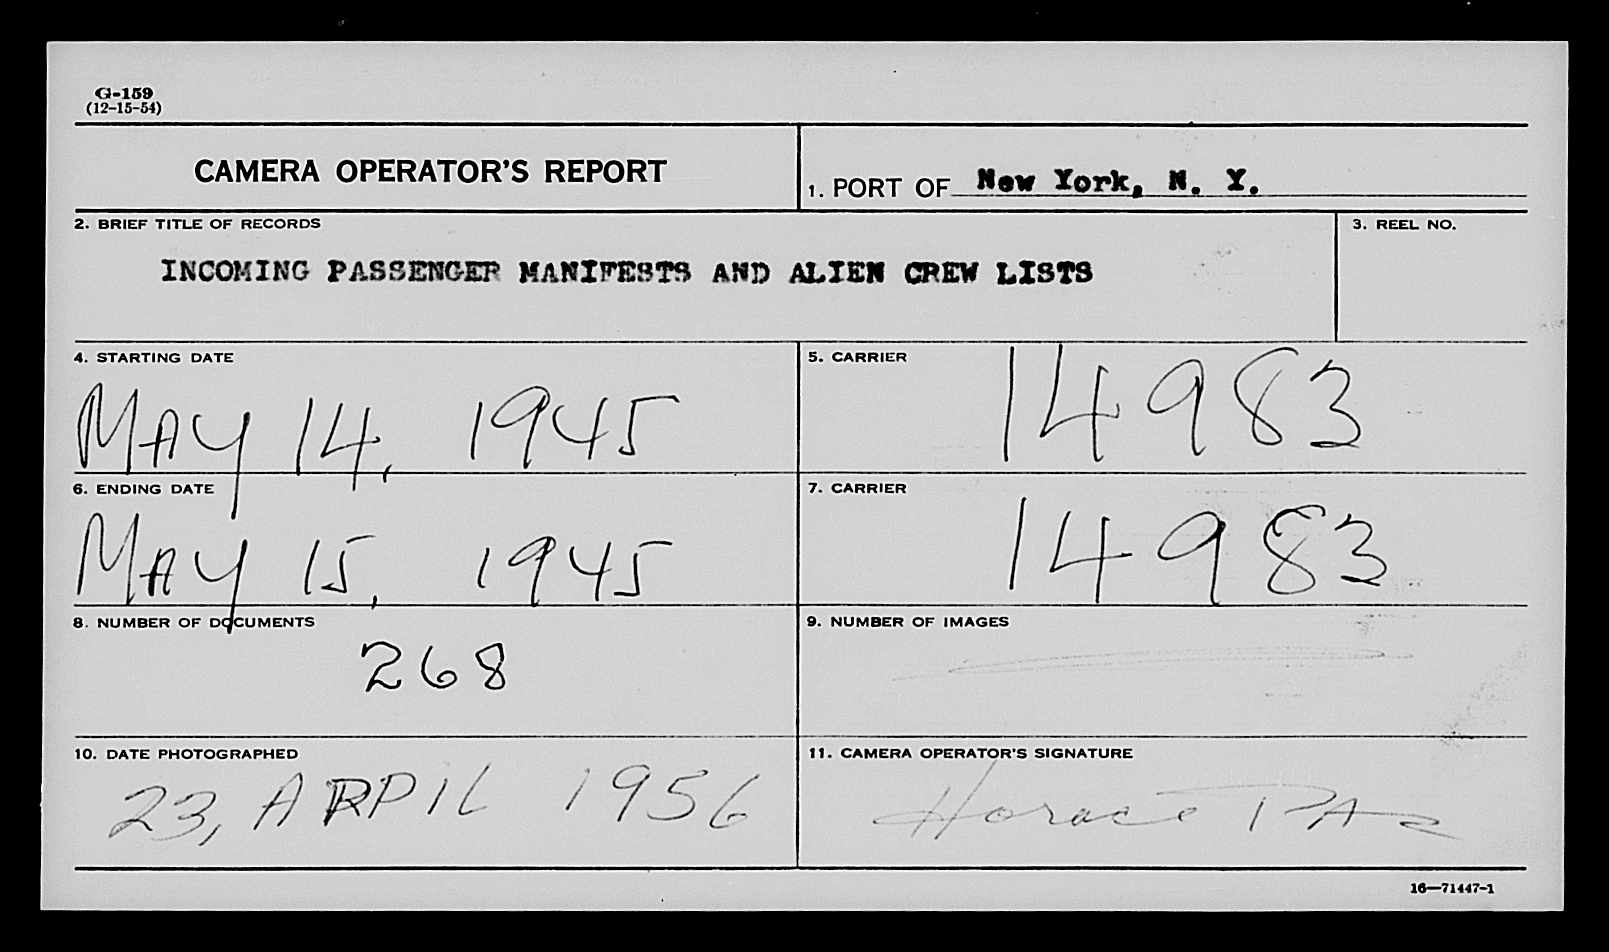 G-159
(12-15-54)
CAMERA OPERATOR'S REPORT
1. PORT OF New York, N. Y.
2. BRIEF TITLE OF RECORDS
3. REEL NO.
INCOMING PASSENGER MANIFESTS AND ALIEN CREW LISTS
4. STARTING DATE
5. CARRIER
MAY 14, 1945
14983
6. ENDING DATE
7. CARRIER
MAY 15, 1945
14983
8. NUMBER OF DOCUMENTS
9. NUMBER OF IMAGES
268
10. DATE PHOTOGRAPHED
11. CAMERA OPERATOR'S SIGNATURE
23, ARPIL 1956
Horace
16—71447-1